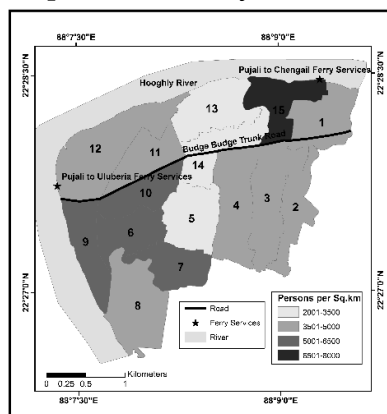 88°7'30"E
88°9'0"E
22°28'30"N
22°28'30"N
Pujali to Chengail Ferry Services
Hooghly River
13
15
1
12
11
Budge Budge Trunk Road
14
Pujali to Uluberia Ferry Services
10
9
6
5
4
3
2
7
8
22°27'0"N
22°27'0"N
Road
Ferry Services
River
Persons per Sq.km
2001-3500
3501-5000
5001-6500
6501-8000
Kilometers
0 0.25 0.5 1
88°7'30"E
88°9'0"E